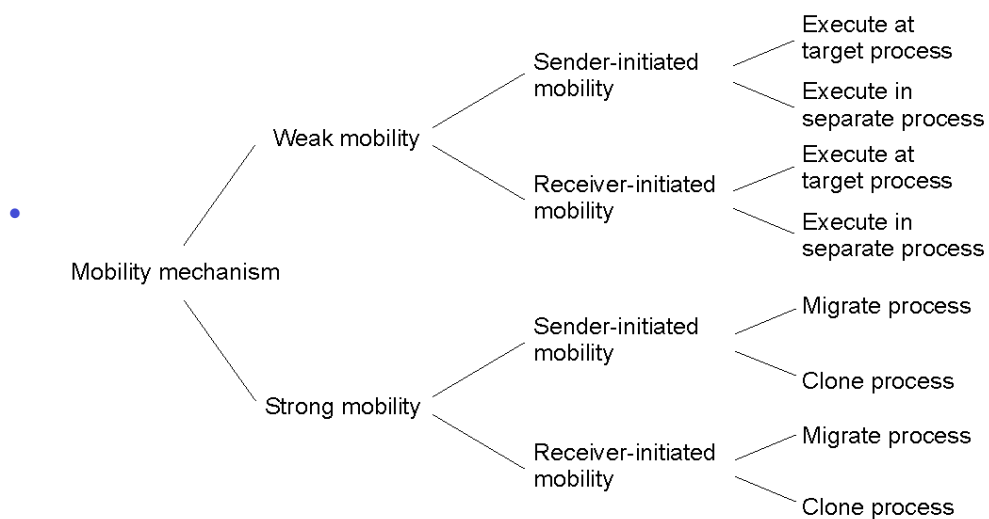 Execute at
target process
Sender-initiated
mobility
Execute in
separate process
Weak mobility
Execute at
target process
Receiver-initiated
mobility
Execute in
separate process
Mobility mechanism
Migrate process
Sender-initiated
mobility
Clone process
Strong mobility
Migrate process
Receiver-initiated
mobility
Clone process